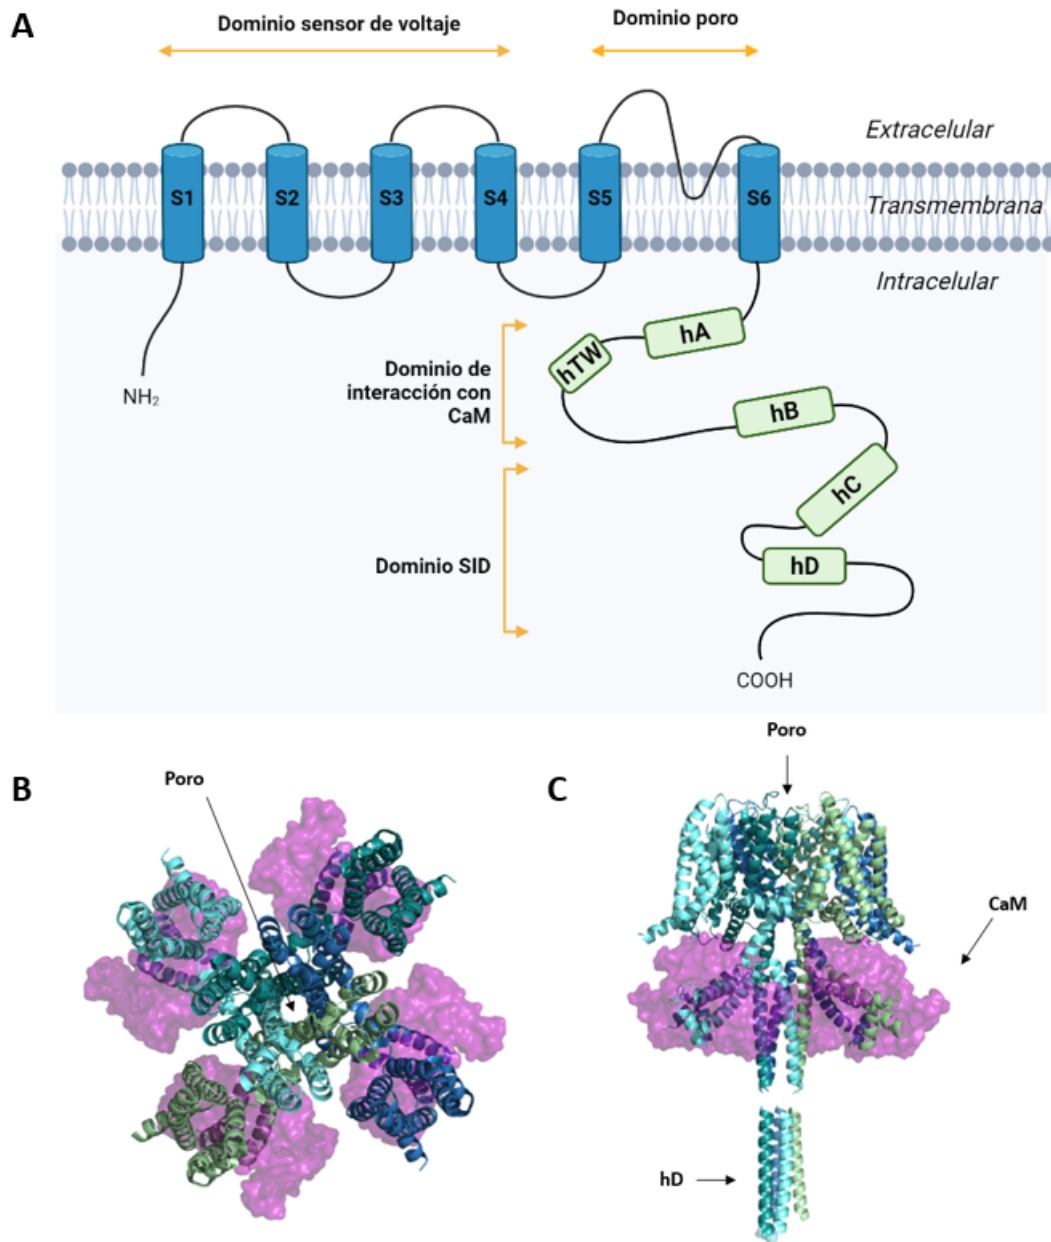 A
Dominio sensor de voltaje
Dominio poro
Extracelular
S1
S2
S3
S4
S5
S6
Transmembrana
Intracelular
NH₂
hTW
hA
Dominio de
interacción con
CaM
hB
hC
Dominio SID
hD
COOH
B
Poro
C
Poro
CaM
hD